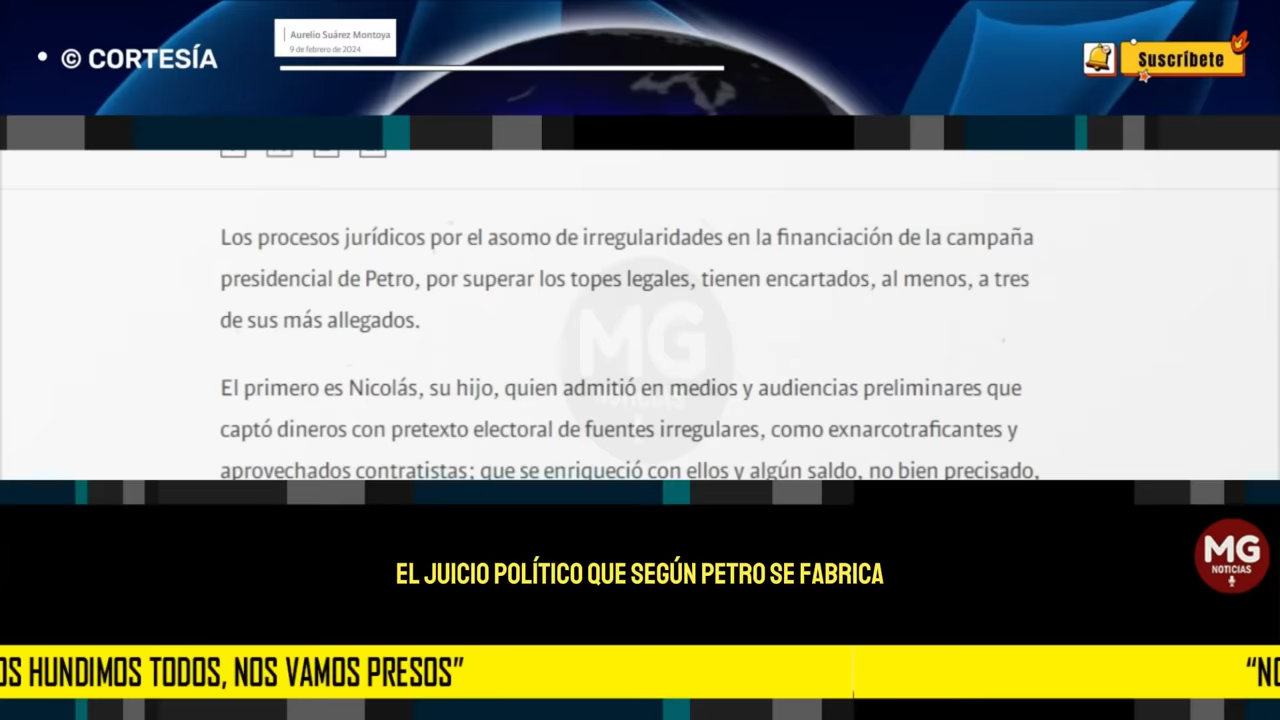 • © CORTESÍA
Aurelio Suárez Montoya
9 de febrero de 2024
Suscríbete
Los procesos jurídicos por el asomo de irregularidades en la financiación de la campaña
presidencial de Petro, por superar los topes legales, tienen encartados, al menos, a tres
de sus más allegados.
MG
El primero es Nicolás, su hijo, quien admitió en medios y audiencias preliminares que
captó dineros con pretexto electoral de fuentes irregulares, como exnarcotraficantes y
aprovechados contratistas; que se enriqueció con ellos y algún saldo, no bien precisado,
EL JUICIO POLÍTICO QUE SEGÚN PETRO SE FABRICA
MG
NOTICIAS
OS HUNDIMOS TODOS, NOS VAMOS PRESOS” “NO